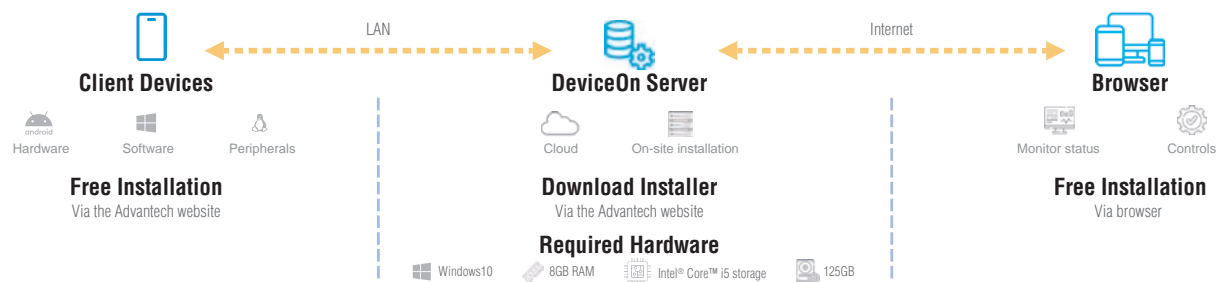 LAN
Internet
Client Devices
DeviceOn Server
Browser
android
Hardware
Software
Peripherals
Cloud
On-site installation
Monitor status
Controls
Free Installation
Via the Advantech website
Download Installer
Via the Advantech website
Free Installation
Via browser
Required Hardware
Windows10
8GB RAM
Intel® Core™ i5 storage
125GB